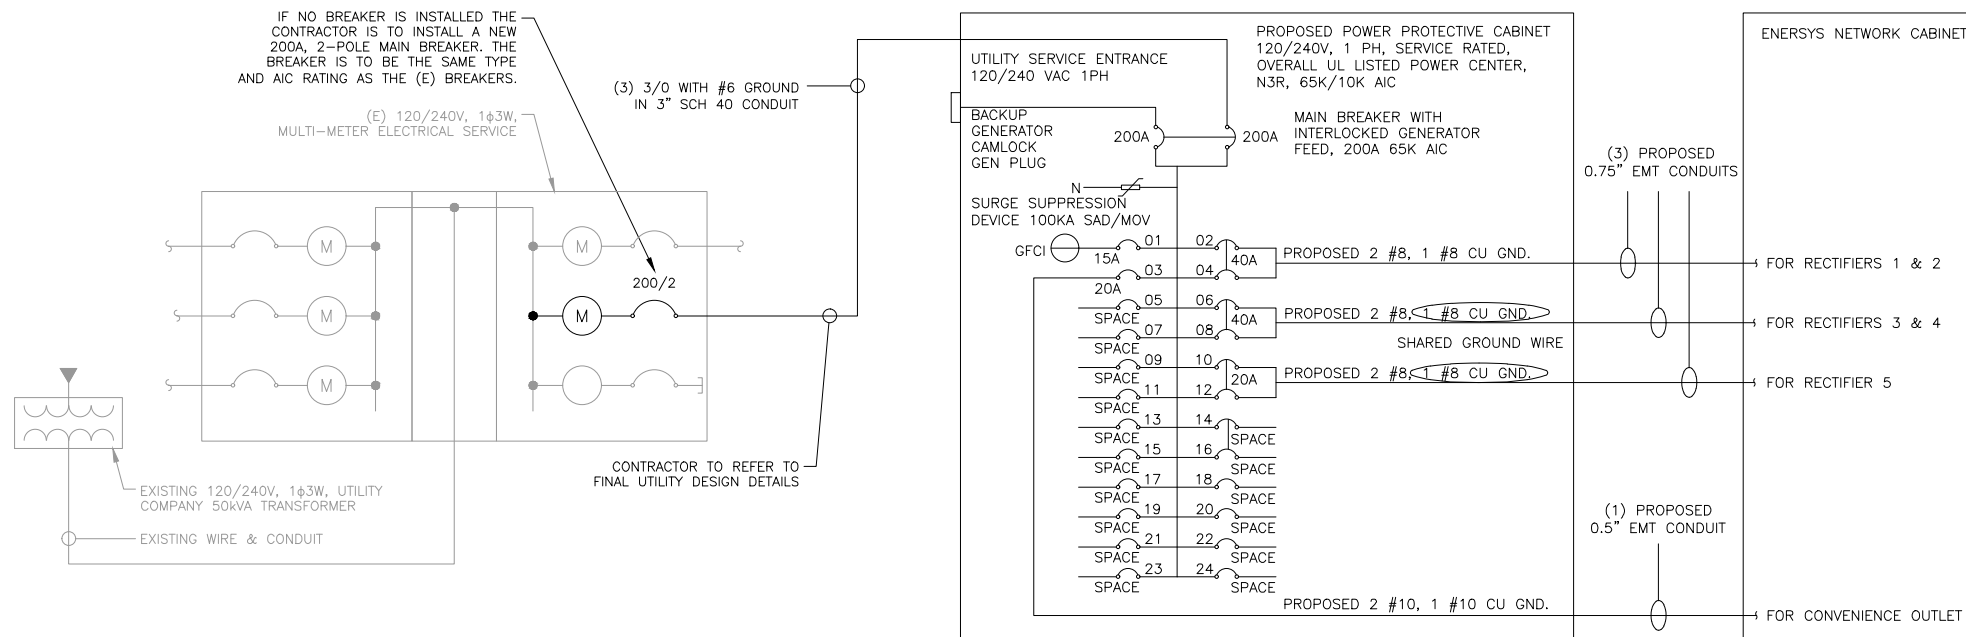 IF NO BREAKER IS INSTALLED THE
CONTRACTOR IS TO INSTALL A NEW
200A, 2-POLE MAIN BREAKER. THE
BREAKER IS TO BE THE SAME TYPE
AND AIC RATING AS THE (E) BREAKERS.
(E) 120/240V, 1ϕ3W,
MULTI-METER ELECTRICAL SERVICE
(3) 3/0 WITH #6 GROUND
IN 3" SCH 40 CONDUIT
M
M
M
M
M
200/2
EXISTING 120/240V, 1ϕ3W, UTILITY
COMPANY 50kVA TRANSFORMER
EXISTING WIRE & CONDUIT
CONTRACTOR TO REFER TO
FINAL UTILITY DESIGN DETAILS
UTILITY SERVICE ENTRANCE
120/240 VAC 1PH
PROPOSED POWER PROTECTIVE CABINET
120/240V, 1 PH, SERVICE RATED,
OVERALL UL LISTED POWER CENTER,
N3R, 65K/10K AIC
BACKUP
GENERATOR
CAMLOCK
GEN PLUG
200A
200A
MAIN BREAKER WITH
INTERLOCKED GENERATOR
FEED, 200A 65K AIC
N
SURGE SUPPRESSION
DEVICE 100KA SAD/MOV
GFCI
15A
01 02
40A
PROPOSED 2 #8, 1 #8 CU GND.
20A
03 04
SPACE
05 06
40A
PROPOSED 2 #8, 1 #8 CU GND.
SPACE
07 08
SHARED GROUND WIRE
SPACE
09 10
20A
PROPOSED 2 #8, 1 #8 CU GND.
SPACE
11 12
SPACE
13 14
SPACE
SPACE
15 16
SPACE
SPACE
17 18
SPACE
SPACE
19 20
SPACE
SPACE
21 22
SPACE
SPACE
23 24
SPACE
PROPOSED 2 #10, 1 #10 CU GND.
(3) PROPOSED
0.75" EMT CONDUITS
(1) PROPOSED
0.5" EMT CONDUIT
ENERSYS NETWORK CABINET
FOR RECTIFIERS 1 & 2
FOR RECTIFIERS 3 & 4
FOR RECTIFIER 5
FOR CONVENIENCE OUTLET